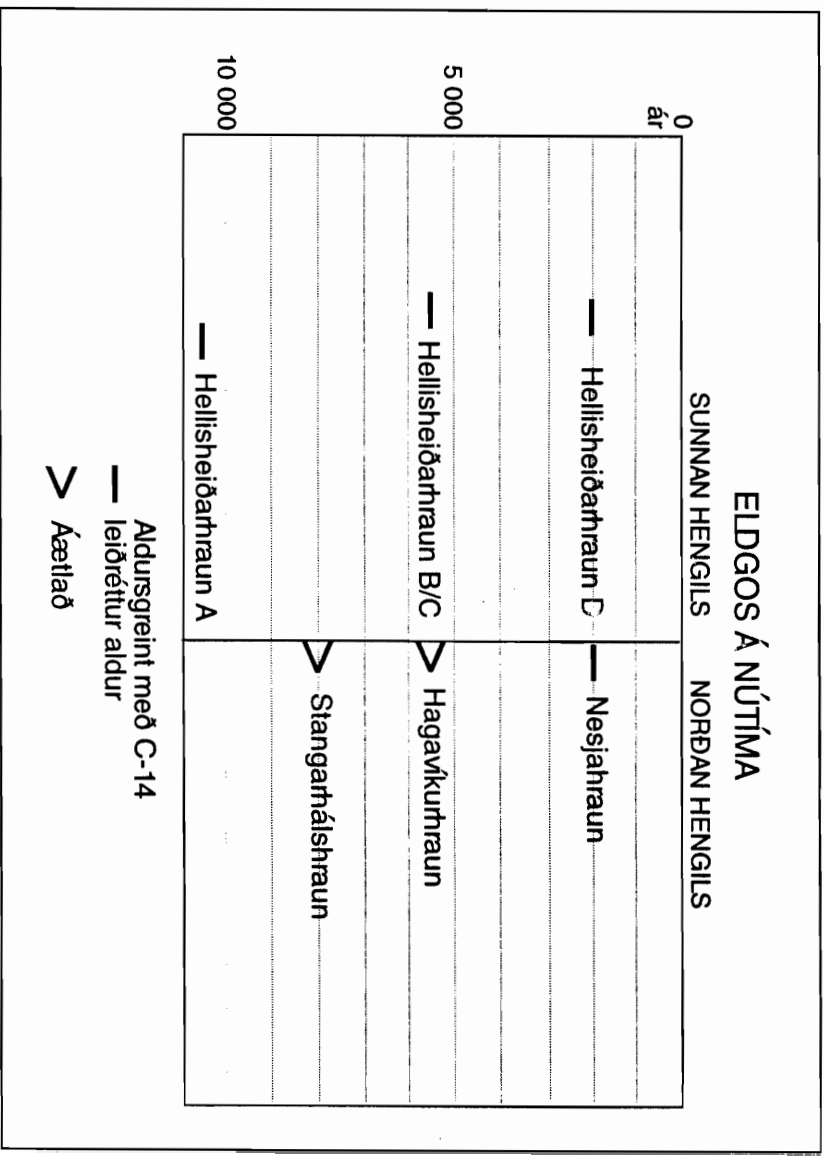 ELDGOS Á NÚTÍMA
SUNNAN HENGILS
NORÐAN HENGILS
0
ár
5 000
10 000
Hellisheiðarhraun D
Nesjahraun
Hellisheiðarhraun B/C
Hagavíkurhraun
Stangarhálshraun
Hellisheiðarhraun A
Aldursgreint með C-14
leiðréttur aldur
Áætlað